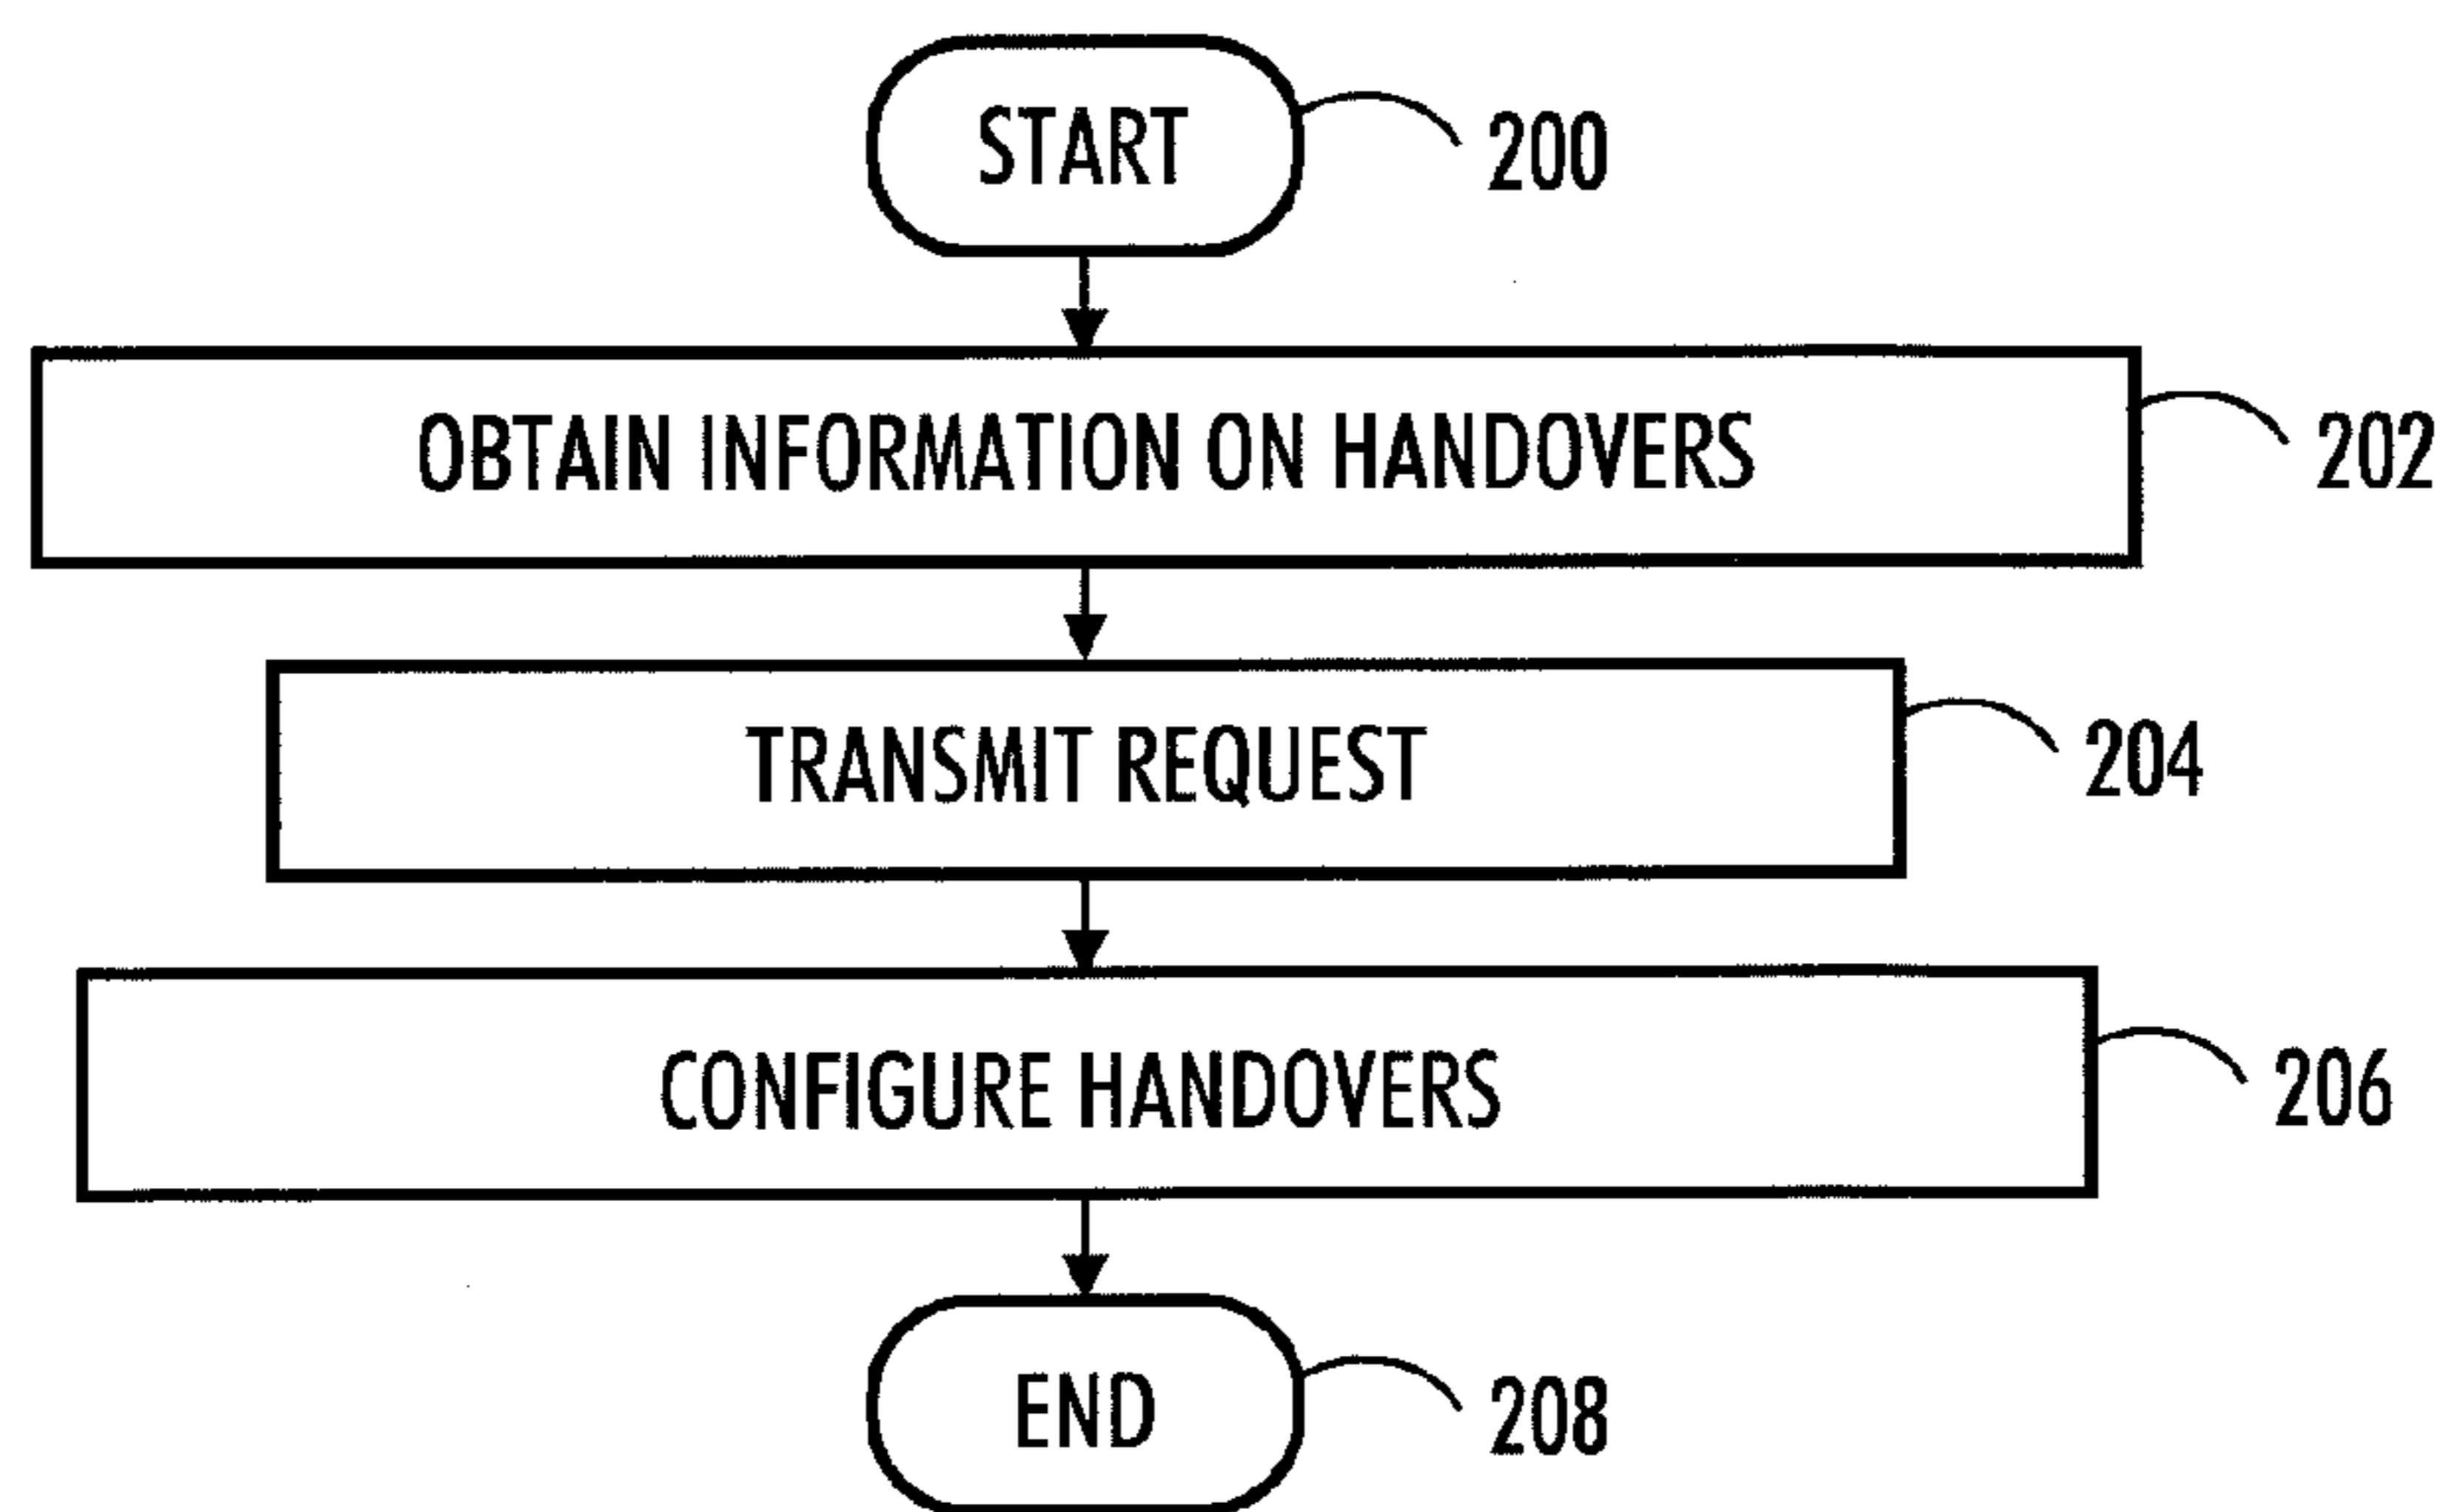 START
200
OBTAIN INFORMATION ON HANDOVERS
202
TRANSMIT REQUEST
204
CONFIGURE HANDOVERS
206
END
208